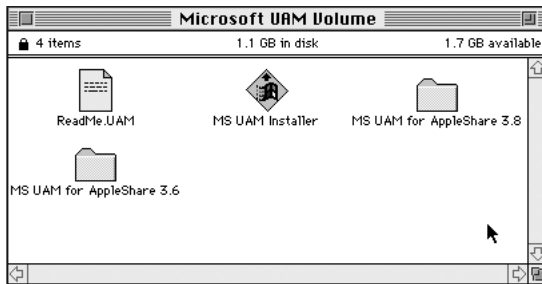 Microsoft UAM Volume
4 items 1.1 GB in disk 1.7 GB available
ReadMe.UAM MS UAM Installer MS UAM for AppleShare 3.8
MS UAM for AppleShare 3.6